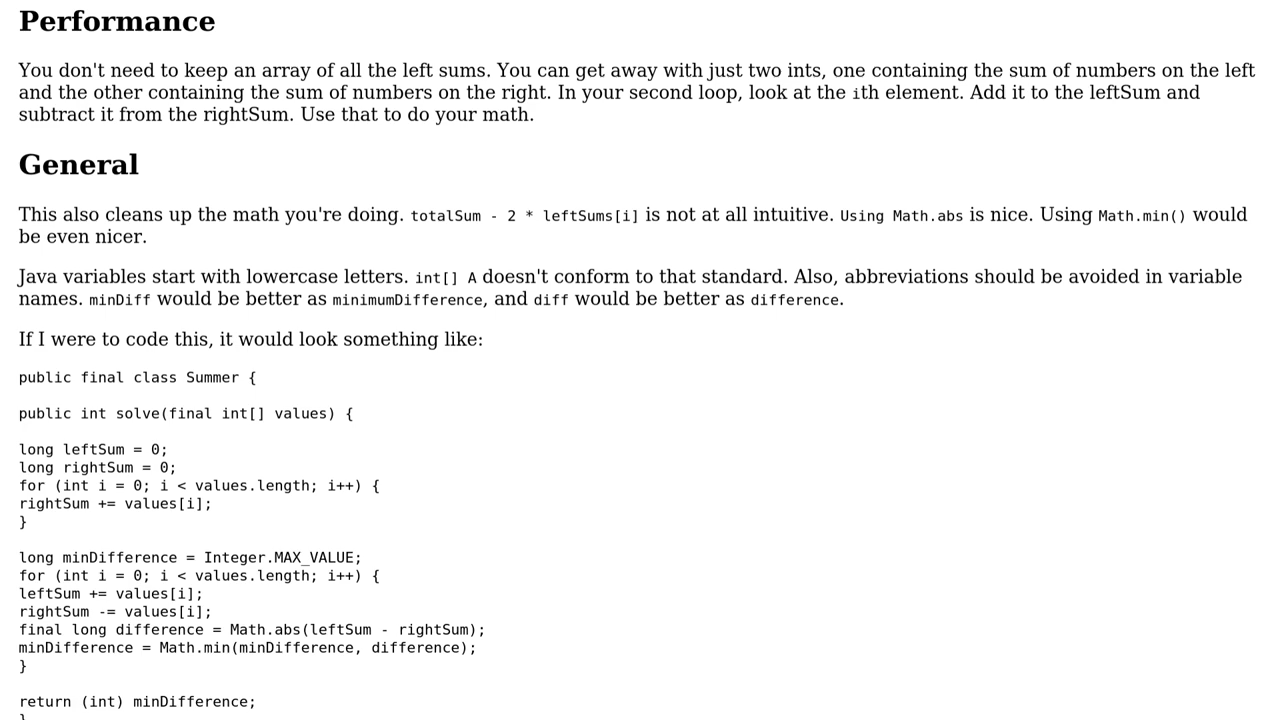 Performance
You don't need to keep an array of all the left sums. You can get away with just two ints, one containing the sum of numbers on the left
and the other containing the sum of numbers on the right. In your second loop, look at the ith element. Add it to the leftSum and
subtract it from the rightSum. Use that to do your math.
General
This also cleans up the math you're doing. totalSum - 2 * leftSums[i] is not at all intuitive. Using Math.abs is nice. Using Math.min() would
be even nicer.
Java variables start with lowercase letters. int[] A doesn't conform to that standard. Also, abbreviations should be avoided in variable
names. minDiff would be better as minimumDifference, and diff would be better as difference.
If I were to code this, it would look something like:
public final class Summer {
public int solve(final int[] values) {
long leftSum = 0;
long rightSum = 0;
for (int i = 0; i < values.length; i++) {
rightSum += values[i];
}
long minDifference = Integer.MAX_VALUE;
for (int i = 0; i < values.length; i++) {
leftSum += values[i];
rightSum -= values[i];
final long difference = Math.abs(leftSum - rightSum);
minDifference = Math.min(minDifference, difference);
}
return (int) minDifference;
}